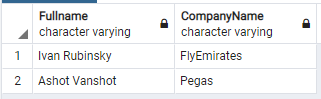 Fullname CompanyName
character varying character varying
1 Ivan Rubinsky FlyEmirates
2 Ashot Vanshot Pegas